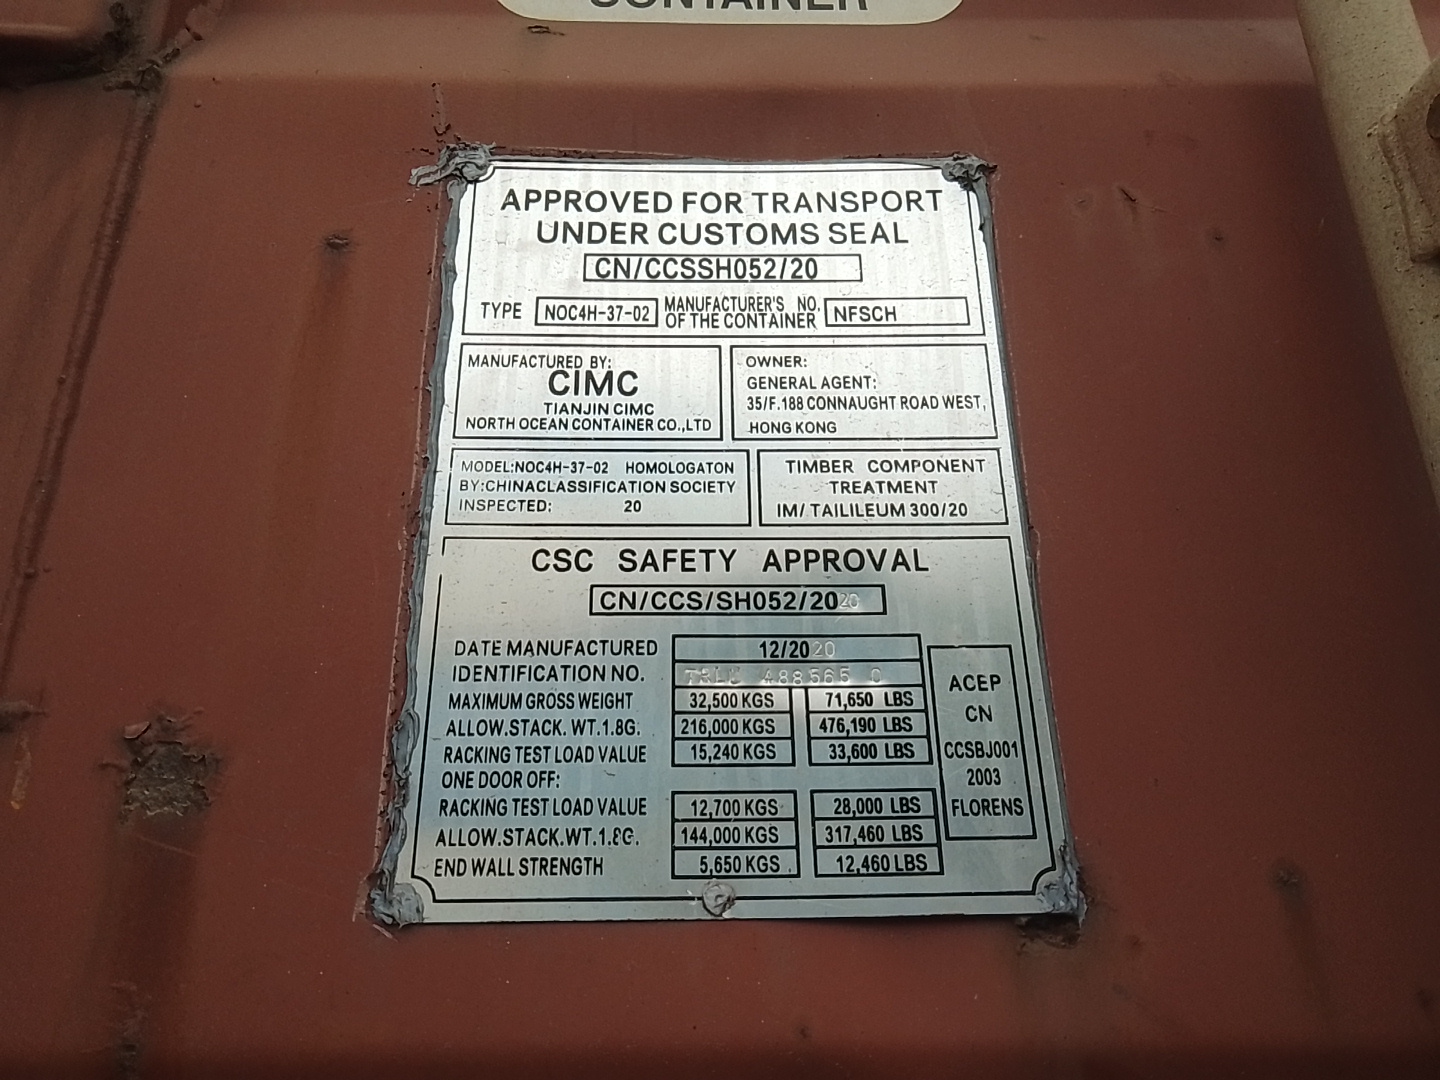 CONTAINER
APPROVED FOR TRANSPORT
UNDER CUSTOMS SEAL
CN/CCSSH052/20
TYPE NOC4H-37-02 MANUFACTURER'S NO. OF THE CONTAINER NFSCH
MANUFACTURED BY:
CIMC
TIANJIN CIMC
NORTH OCEAN CONTAINER CO.,LTD
OWNER:
GENERAL AGENT:
35/F.188 CONNAUGHT ROAD WEST,
HONG KONG
MODEL:NOC4H-37-02 HOMOLOGATON
BY:CHINACLASSIFICATION SOCIETY
INSPECTED: 20
TIMBER COMPONENT
TREATMENT
IM/ TAILILEUM 300/20
CSC SAFETY APPROVAL
CN/CCS/SH052/2020
DATE MANUFACTURED 12/2020
IDENTIFICATION NO. 488565 0
MAXIMUM GROSS WEIGHT 32,500 KGS 71,650 LBS
ALLOW.STACK. WT.1.8G. 216,000 KGS 476,190 LBS
RACKING TEST LOAD VALUE 15,240 KGS 33,600 LBS
ONE DOOR OFF:
RACKING TEST LOAD VALUE 12,700 KGS 28,000 LBS
ALLOW.STACK.WT.1.8G. 144,000 KGS 317,460 LBS
END WALL STRENGTH 5,650 KGS 12,460 LBS
ACEP
CN
CCSBJ001
2003
FLORENS